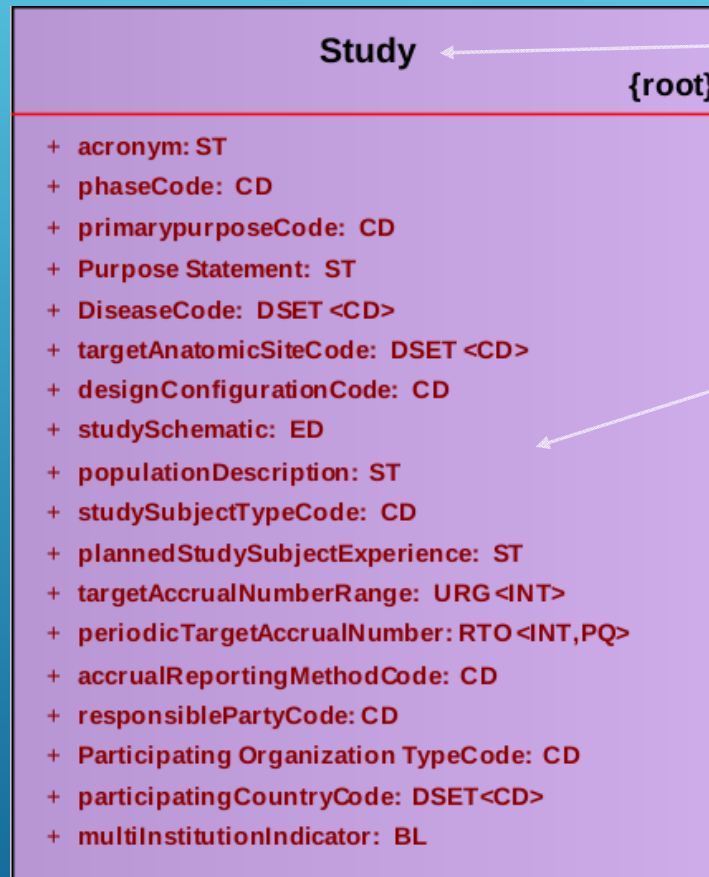 Study
{root}
+ acronym: ST
+ phaseCode: CD
+ primarypurposeCode: CD
+ Purpose Statement: ST
+ DiseaseCode: DSET <CD>
+ targetAnatomicSiteCode: DSET <CD>
+ designConfigurationCode: CD
+ studySchematic: ED
+ populationDescription: ST
+ studySubjectTypeCode: CD
+ plannedStudySubjectExperience: ST
+ targetAccrualNumberRange: URG <INT>
+ periodicTargetAccrualNumber: RTO <INT,PQ>
+ accrualReportingMethodCode: CD
+ responsiblePartyCode: CD
+ Participating Organization TypeCode: CD
+ participatingCountryCode: DSET<CD>
+ multiInstitutionIndicator: BL